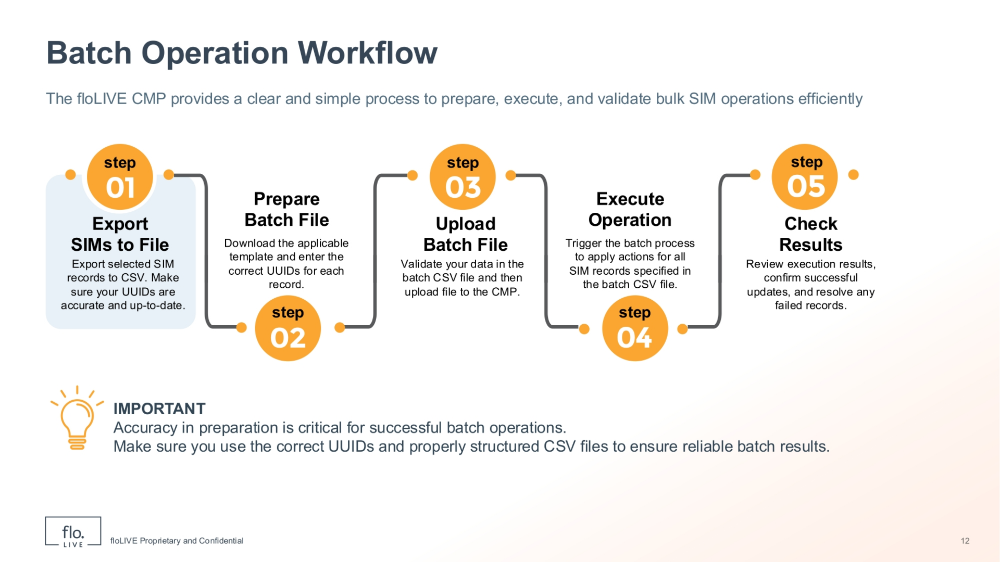 Batch Operation Workflow
The floLIVE CMP provides a clear and simple process to prepare, execute, and validate bulk SIM operations efficiently
step
01
Export
SIMs to File
Export selected SIM
records to CSV. Make
sure your UUIDs are
accurate and up-to-date.
Prepare
Batch File
Download the applicable
template and enter the
correct UUIDs for each
record.
step
02
step
03
Upload
Batch File
Validate your data in the
batch CSV file and then
upload file to the CMP.
Execute
Operation
Trigger the batch process
to apply actions for all
SIM records specified in
the batch CSV file.
step
04
step
05
Check
Results
Review execution results,
confirm successful
updates, and resolve any
failed records.
IMPORTANT
Accuracy in preparation is critical for successful batch operations.
Make sure you use the correct UUIDs and properly structured CSV files to ensure reliable batch results.
flo.
LIVE
floLIVE Proprietary and Confidential
12